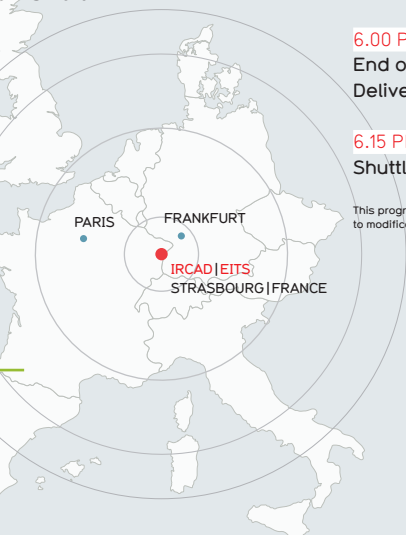 6.00 P
End o
Delive
6.15 P
Shuttl
This progr
to modific
PARIS
FRANKFURT
IRCAD|EITS
STRASBOURG|FRANCE